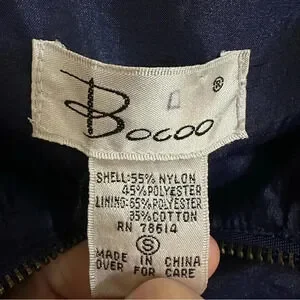 Bocoo ®
SHELL:55% NYLON
45% POLYESTER
LINING:65% POLYESTER
35% COTTON
RN 78614
S
MADE IN CHINA
OVER FOR CARE